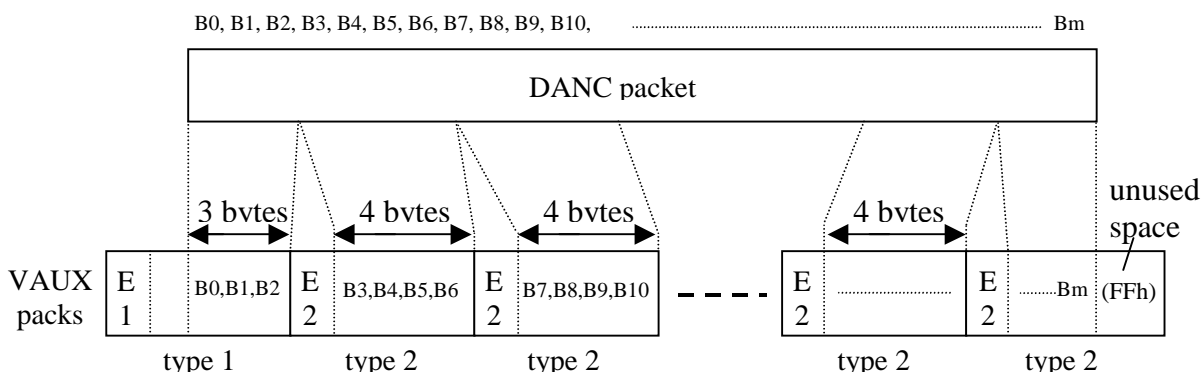 B0, B1, B2, B3, B4, B5, B6, B7, B8, B9, B10, ........................ Bm
DANC packet
3 bytes 4 bytes 4 bytes 4 bytes unused
space
VAUX
packs
E
1
B0,B1,B2
E
2
B3,B4,B5,B6
E
2
B7,B8,B9,B10
E
2
........................
E
2
......Bm
(FFh)
type 1 type 2 type 2 type 2 type 2